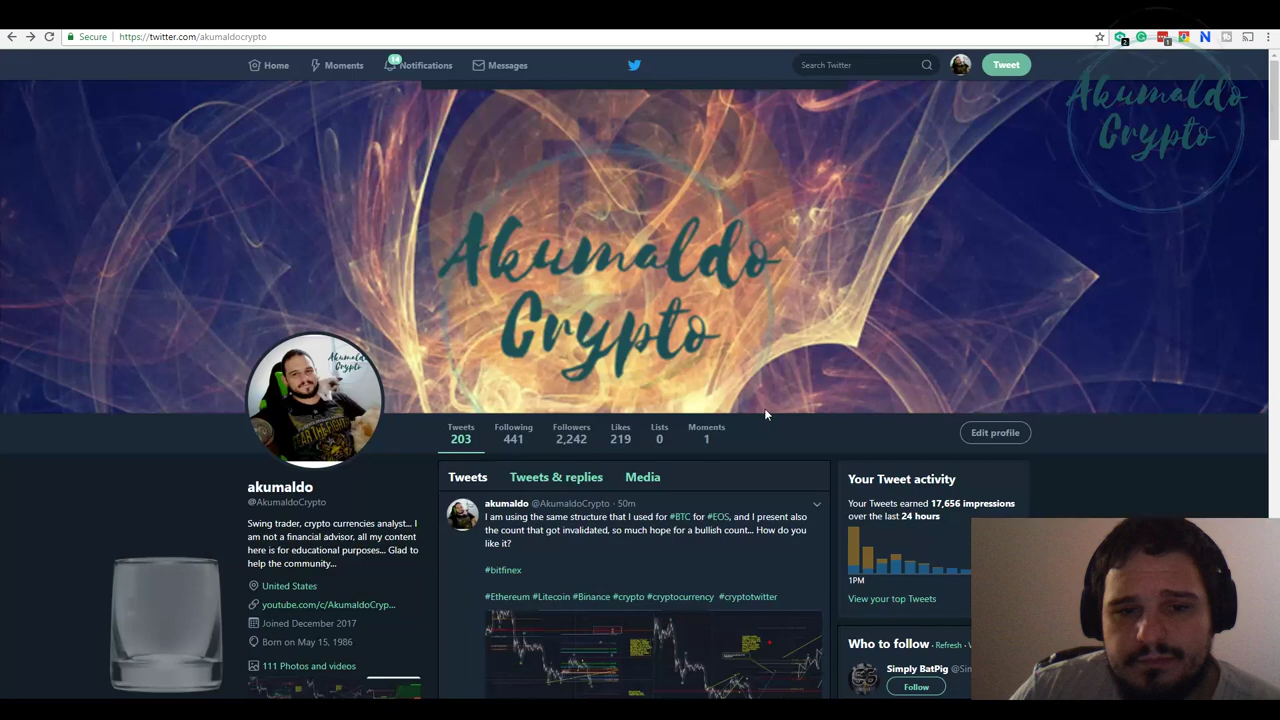 Secure
https://twitter.com/akumaldocrypto
2
1
Home
Moments
14
Notifications
Messages
Search Twitter
Tweet
Akumaldo
Crypto
Akumaldo
Crypto
Akumaldo
Crypto
Tweets
203
Following
441
Followers
2,242
Likes
219
Lists
0
Moments
1
Edit profile
akumaldo
@AkumaldoCrypto
Swing trader, crypto currencies analyst... I
am not a financial advisor, all my content
here is for educational purposes... Glad to
help the community...
United States
youtube.com/c/AkumaldoCryp...
Joined December 2017
Born on May 15, 1986
111 Photos and videos
Tweets
Tweets & replies
Media
akumaldo @AkumaldoCrypto · 50m
I am using the same structure that I used for #BTC for #EOS, and I present also
the count that got invalidated, so much hope for a bullish count... How do you
like it?
#bitfinex
#Ethereum #Litecoin #Binance #crypto #cryptocurrency #cryptotwitter
Your Tweet activity
Your Tweets earned 17,656 impressions
over the last 24 hours
1PM
View your top Tweets
Who to follow · Refresh ·
Simply BatPig @Sin
Follow